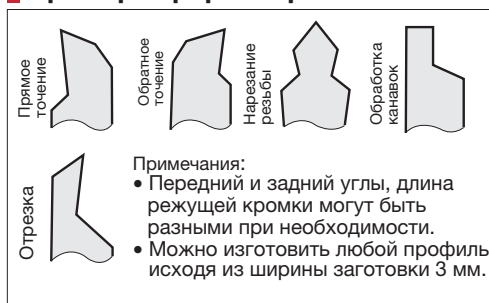 Прямое
точение
Обратное
точение
Нарезание
резьбы
Обработка
канавок
Отрезка
Примечания:
• Передний и задний углы, длина
режущей кромки могут быть
разными при необходимости.
• Можно изготовить любой профиль
исходя из ширины заготовки 3 мм.